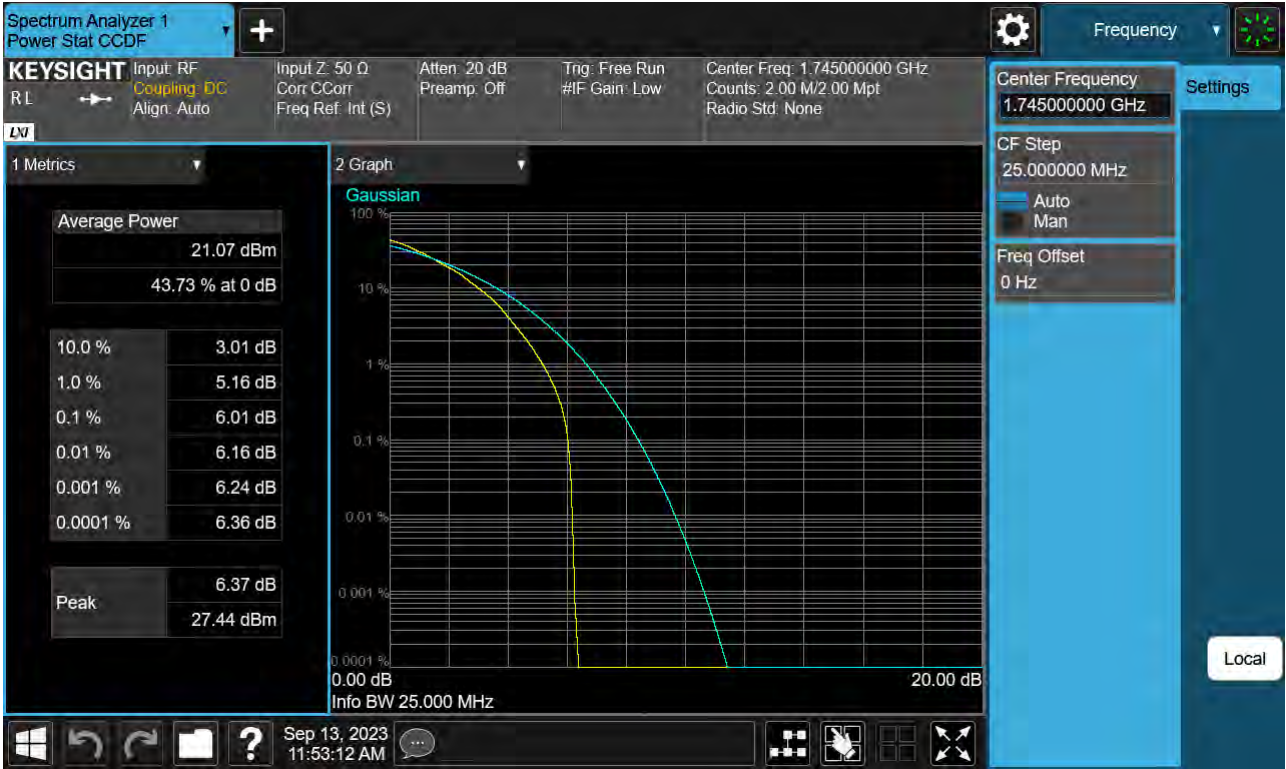 Spectrum Analyzer 1
Power Stat CCDF
+
Frequency
KEYSIGHT
RL
LXI
Input: RF
Coupling: DC
Align: Auto
Input Z: 50 Ω
Corr CCorr
Freq Ref: Int (S)
Atten: 20 dB
Preamp: Off
Trig: Free Run
#IF Gain: Low
Center Freq: 1.745000000 GHz
Counts: 2.00 M/2.00 Mpt
Radio Std: None
Center Frequency
1.745000000 GHz
Settings
CF Step
25.000000 MHz
Auto
Man
Freq Offset
0 Hz
1 Metrics
Average Power
21.07 dBm
43.73 % at 0 dB
10.0 % 3.01 dB
1.0 % 5.16 dB
0.1 % 6.01 dB
0.01 % 6.16 dB
0.001 % 6.24 dB
0.0001 % 6.36 dB
Peak
6.37 dB
27.44 dBm
2 Graph
Gaussian
100 %
10 %
1 %
0.1 %
0.01 %
0.001 %
0.0001 %
0.00 dB 20.00 dB
Info BW 25.000 MHz
Local
?
Sep 13, 2023
11:53:12 AM